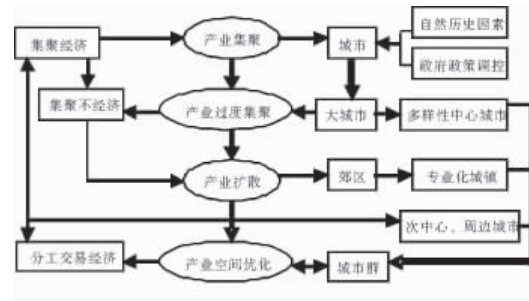 自然历史因素
集聚经济
产业集聚
城市
政府政策调控
集聚不经济
产业过度集聚
大城市
多样性中心城市
产业扩散
郊区
专业化城镇
次中心、周边城市
分工交易经济
产业空间优化
城市群